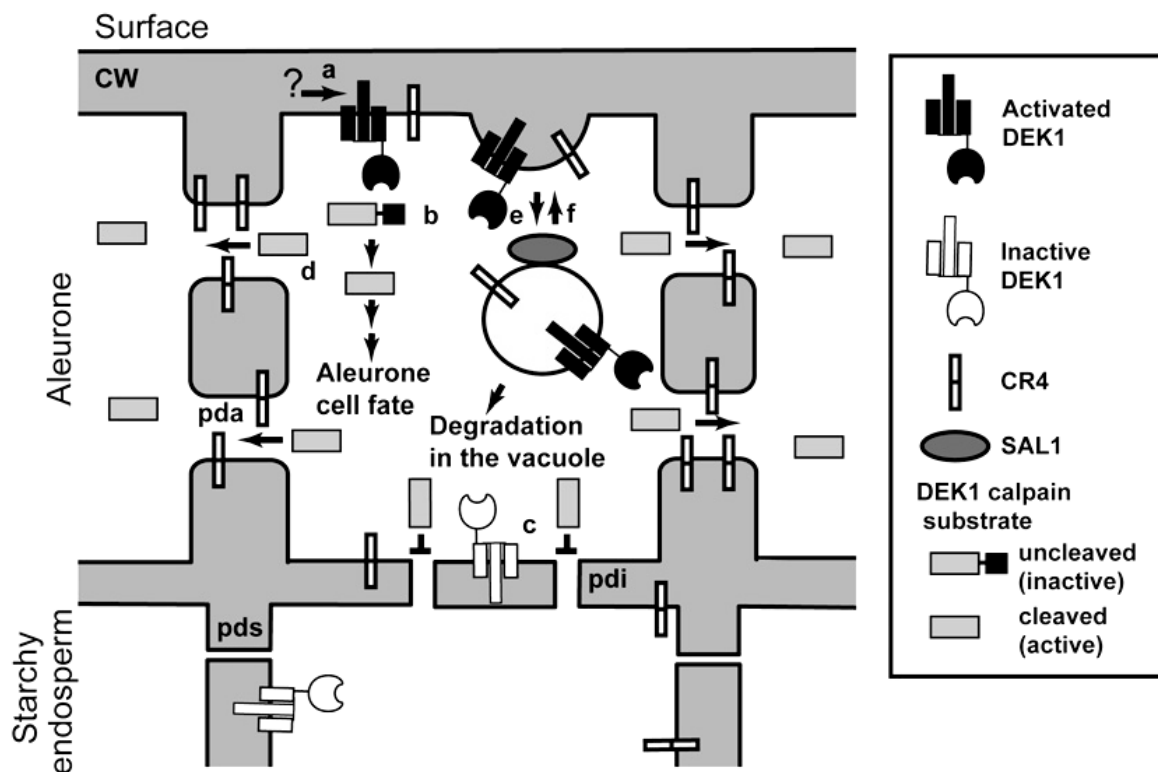 Surface
CW
?
a
b
e
f
d
Aleurone
cell fate
pda
Degradation
in the vacuole
c
pdi
pds
Aleurone
Starchy
endosperm
Activated
DEK1
Inactive
DEK1
CR4
SAL1
DEK1 calpain
substrate
uncleaved
(inactive)
cleaved
(active)